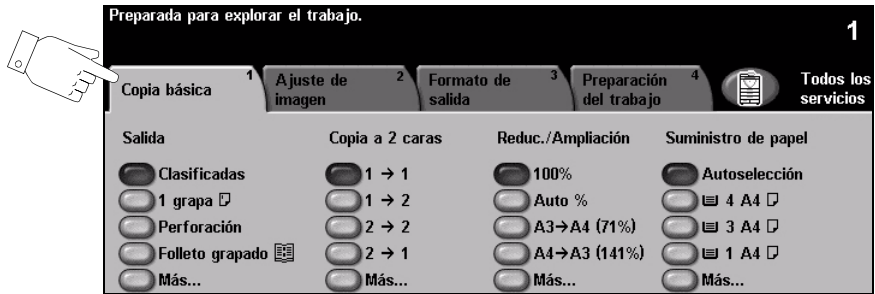 Preparada para explorar el trabajo.
1
Copia básica 1
Ajuste de imagen 2
Formato de salida 3
Preparación del trabajo 4
Todos los servicios
Salida
Clasificadas
1 grapa
Perforación
Folleto grapado
Más...
Copia a 2 caras
1 → 1
1 → 2
2 → 2
2 → 1
Más...
Reduc./Ampliación
100%
Auto %
A3→A4 (71%)
A4→A3 (141%)
Más...
Suministro de papel
Autoselección
4 A4
3 A4
1 A4
Más...